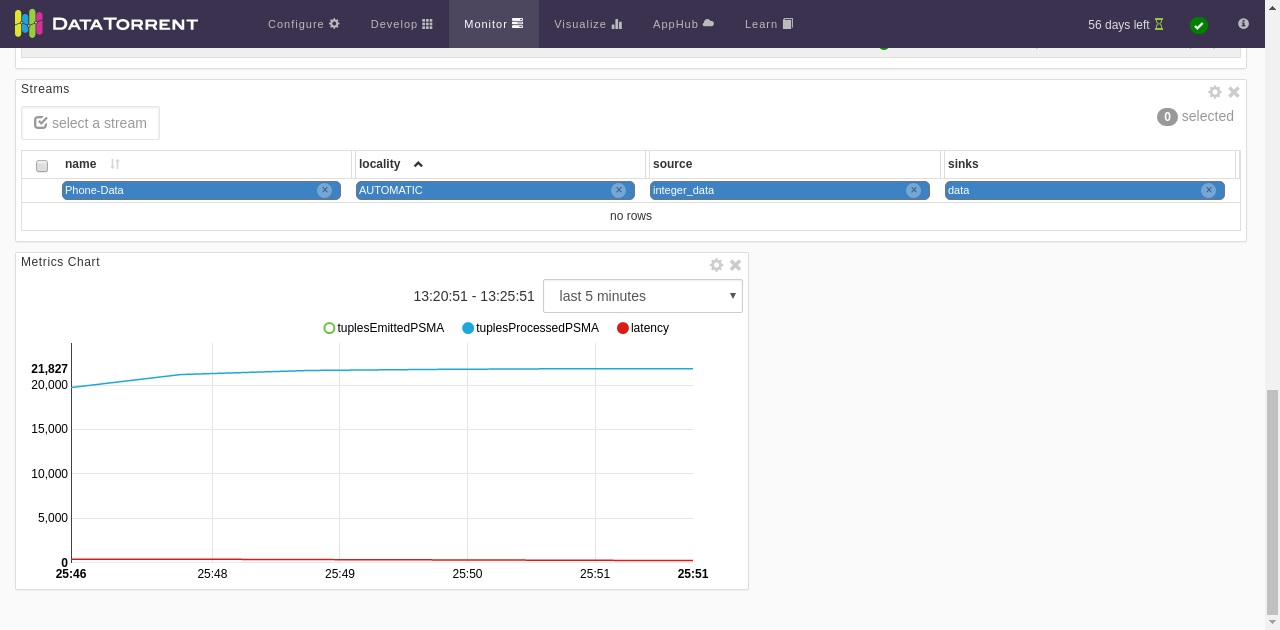 DATATORRENT
Configure Develop Monitor Visualize AppHub Learn 56 days left
Streams
select a stream
0 selected
name locality source sinks
Phone-Data AUTOMATIC integer_data data
no rows
Metrics Chart
13:20:51 - 13:25:51 last 5 minutes
tuplesEmittedPSMA tuplesProcessedPSMA latency
21,827
20,000
15,000
10,000
5,000
0
25:46 25:48 25:49 25:50 25:51 25:51